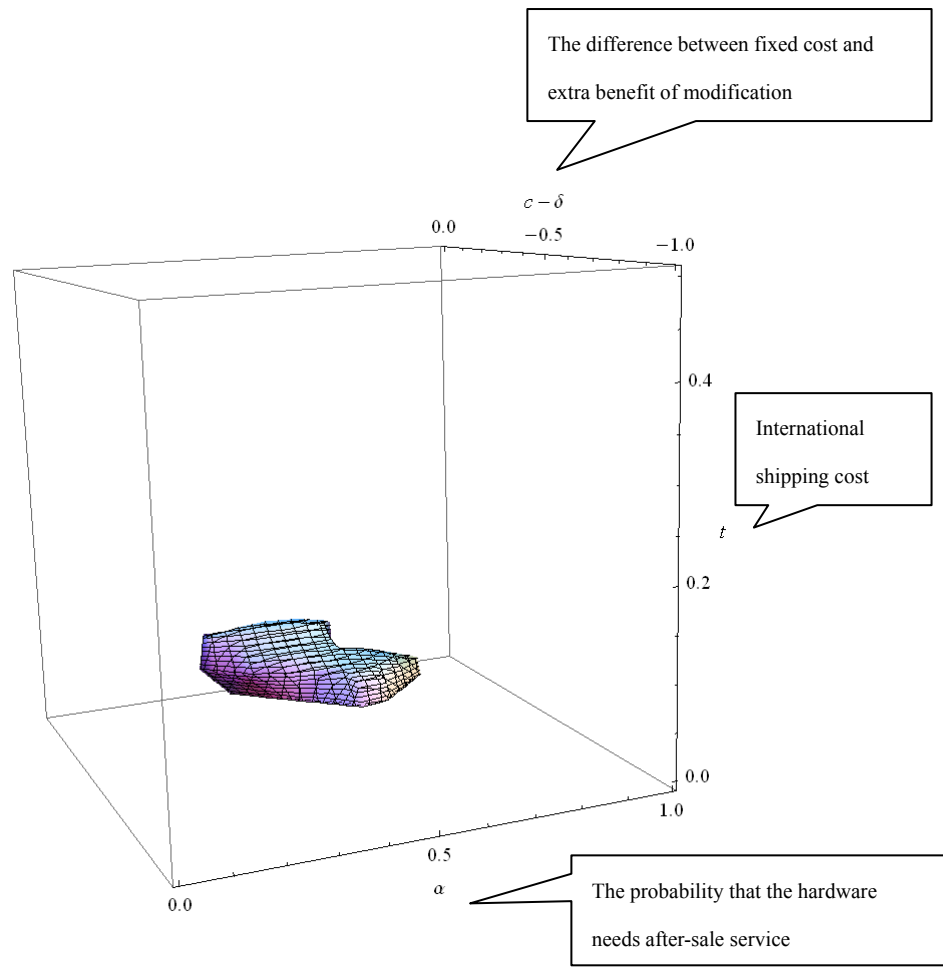 The difference between fixed cost and
extra benefit of modification
c − δ
0.0
−0.5
−1.0
0.4
International
shipping cost
t
0.2
0.0
1.0
0.5
α
0.0
The probability that the hardware
needs after-sale service